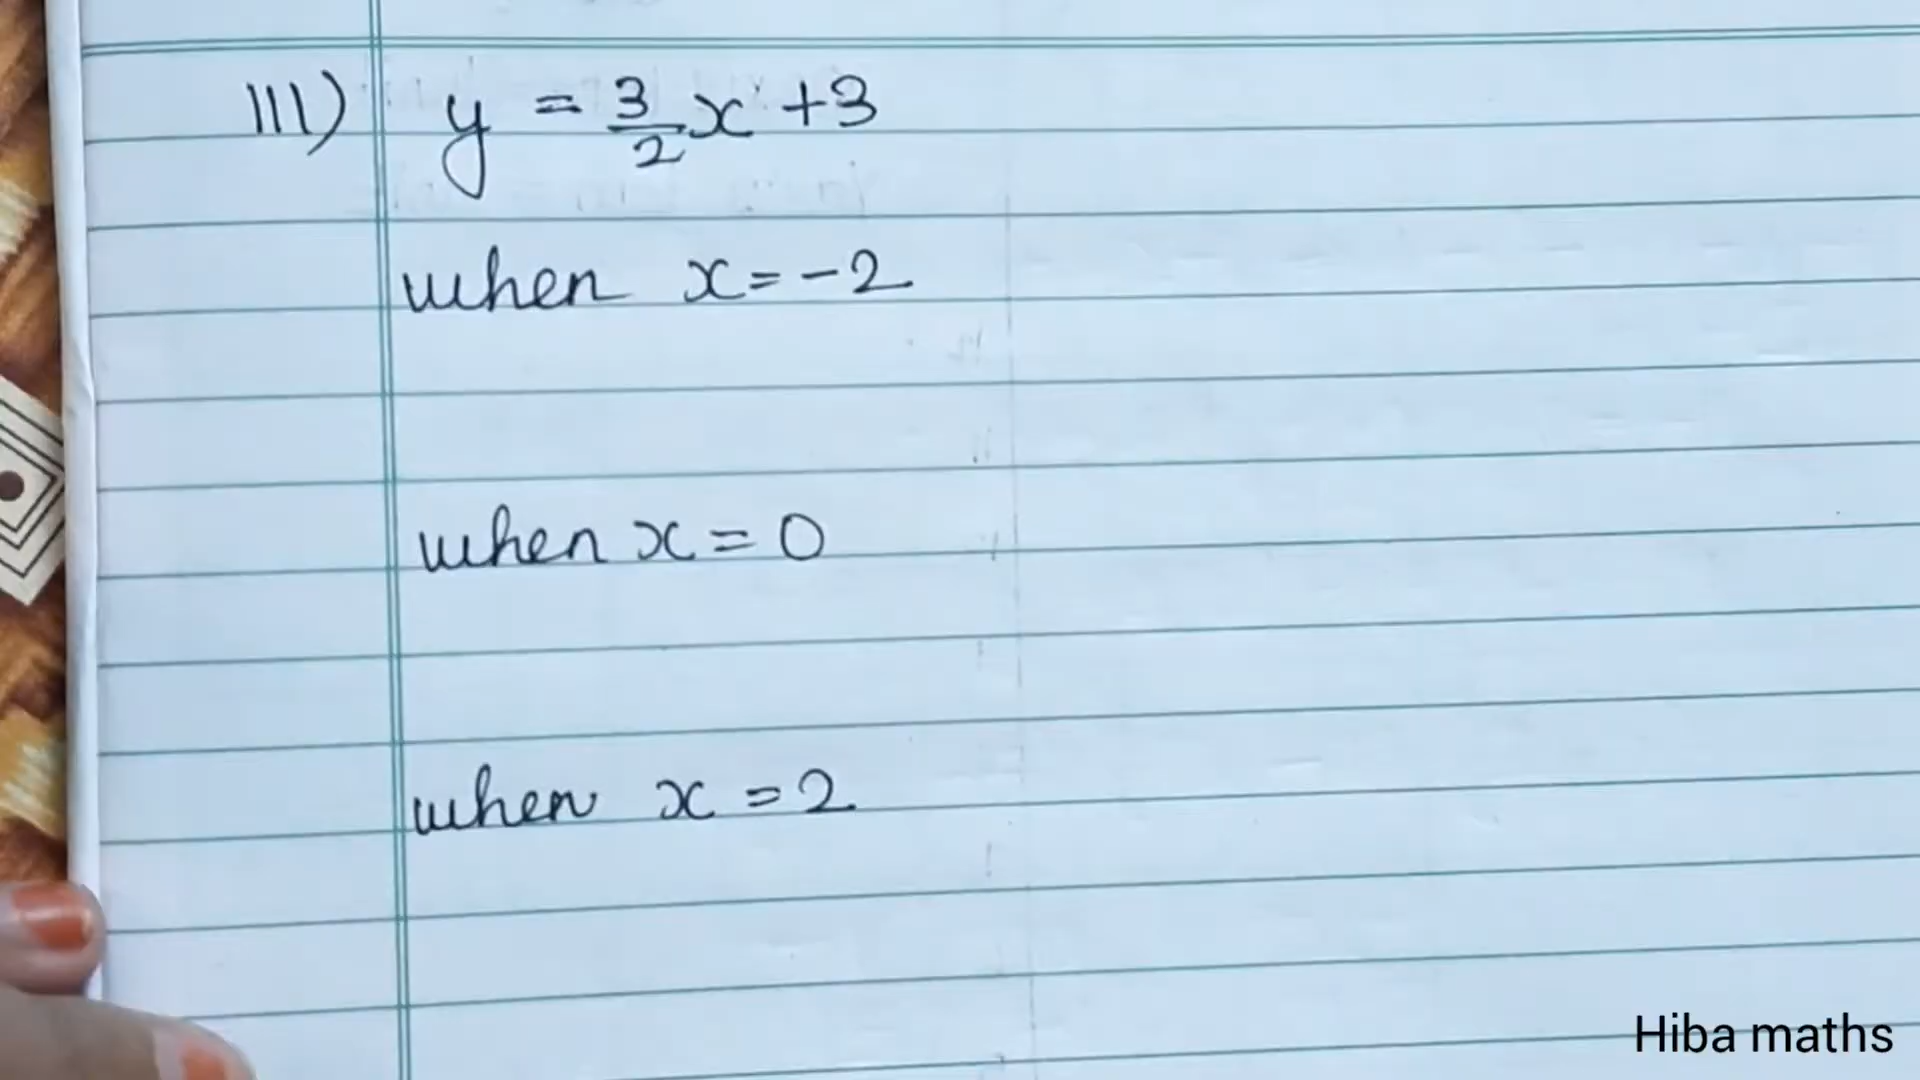 III) y = 3/2 x + 3
when x = -2
when x = 0
when x = 2
Hiba maths